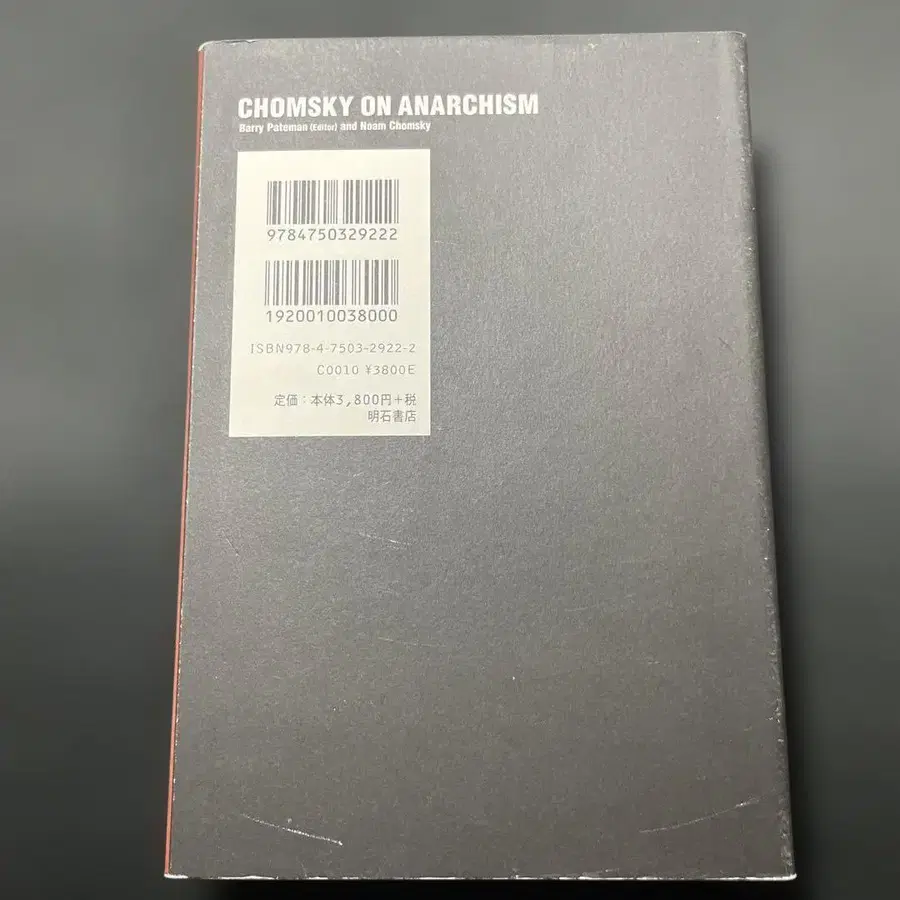 CHOMSKY ON ANARCHISM
Barry Pateman (Editor) and Noam Chomsky
9784750329222
1920010038000
ISBN978-4-7503-2922-2
C0010 ¥3800E
定価：本体3,800円＋税
明石書店